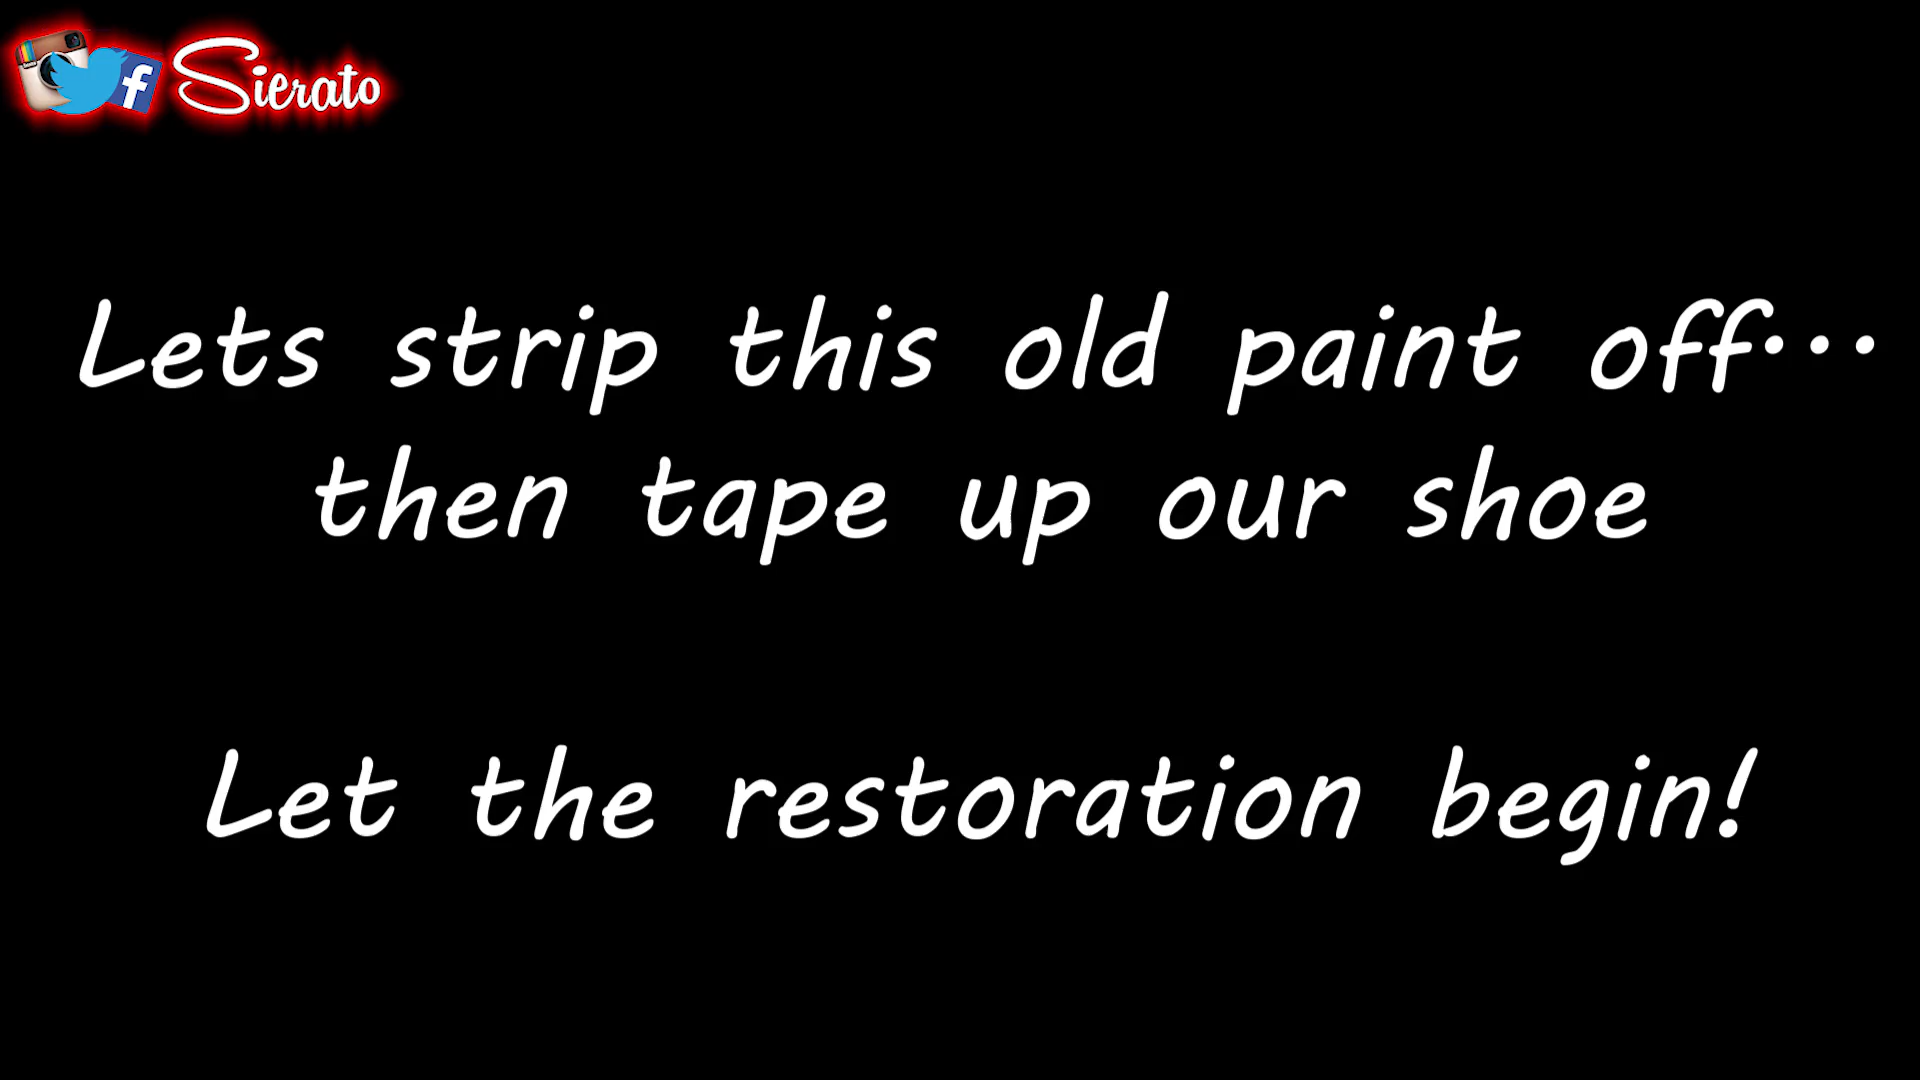 Sierato
Lets strip this old paint off...
then tape up our shoe
Let the restoration begin!